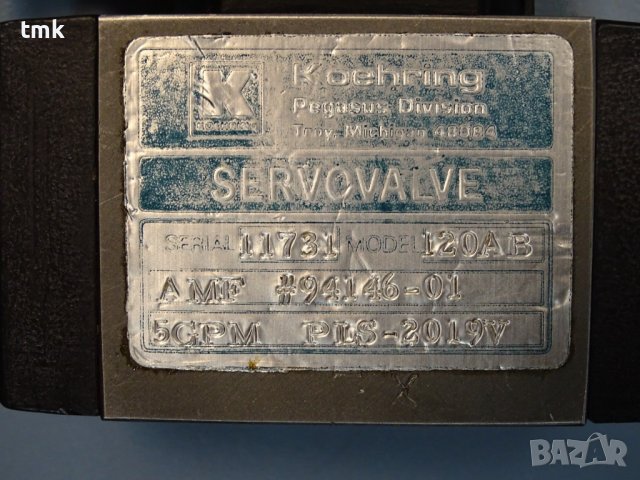 tmk
K
Koehring
Pegasus Division
Troy, Michigan 48084
SERVOVALVE
SERIAL 11731 MODEL 120AB
AMF #94146-01
5GPM PLS-2019V
BAZAR